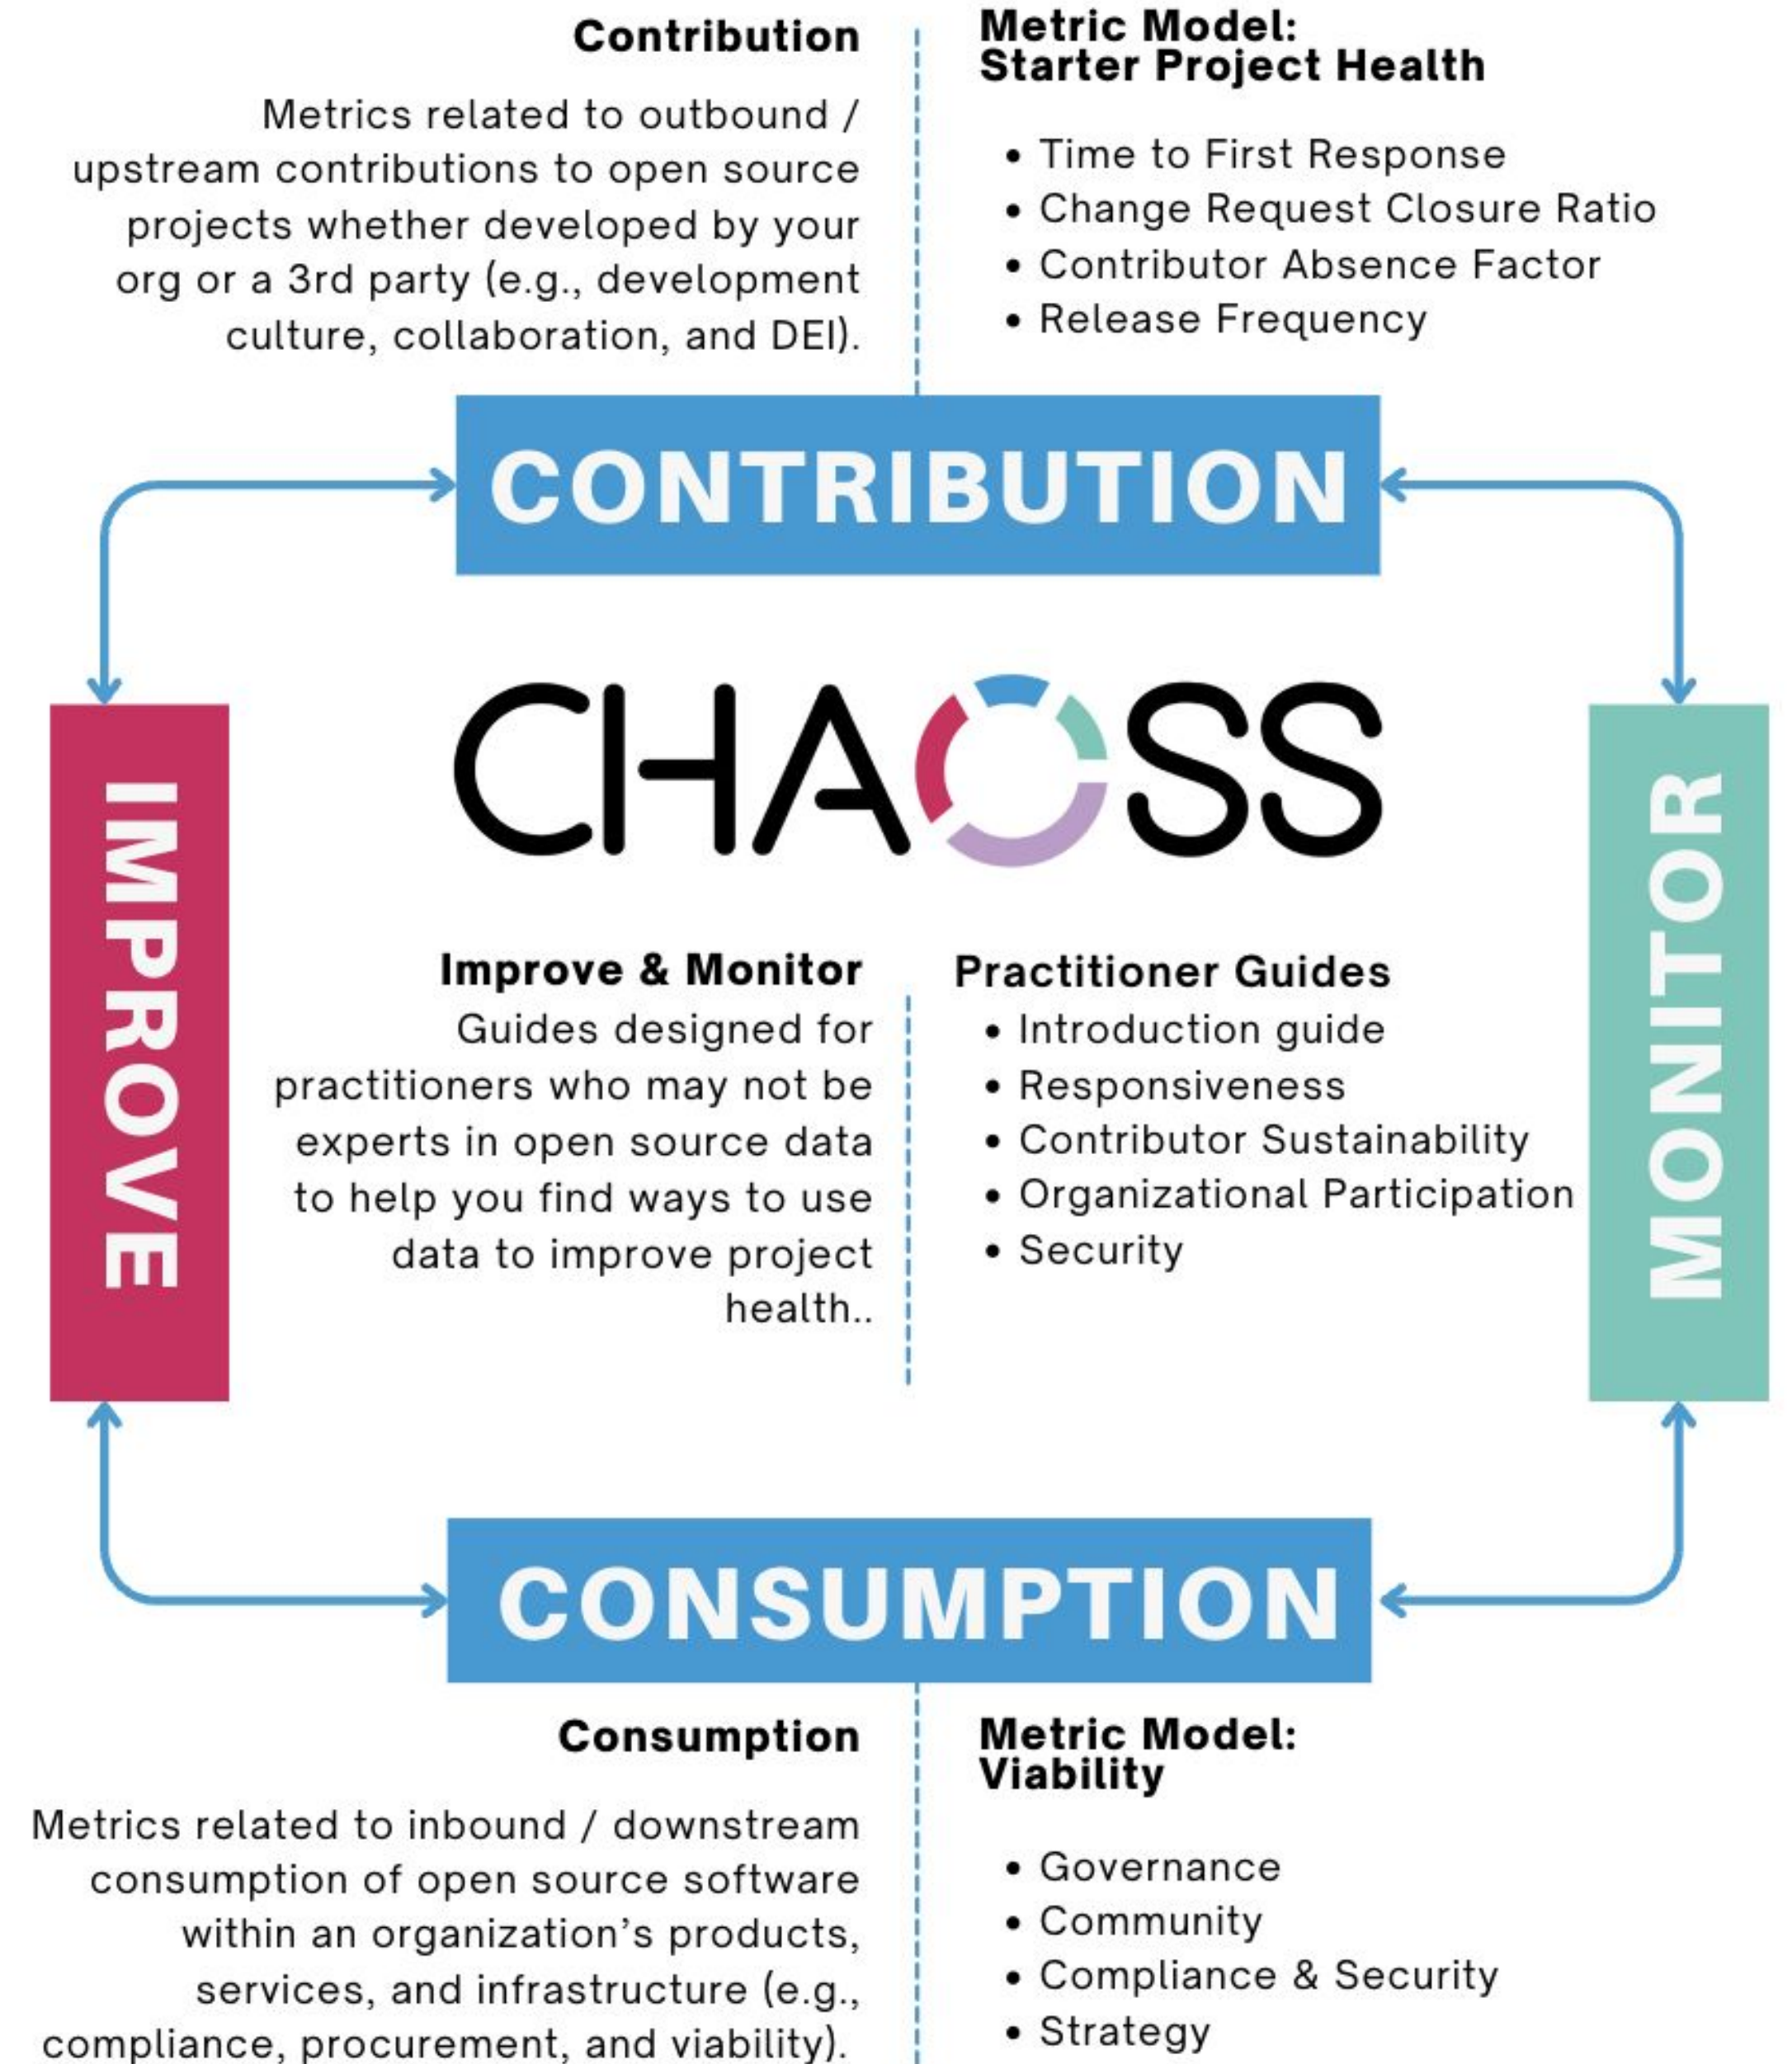 Contribution
Metrics related to outbound /
upstream contributions to open source
projects whether developed by your
org or a 3rd party (e.g., development
culture, collaboration, and DEI).
Metric Model:
Starter Project Health
• Time to First Response
• Change Request Closure Ratio
• Contributor Absence Factor
• Release Frequency
CONTRIBUTION
IMPROVE
CHAOSS
MONITOR
Improve & Monitor
Guides designed for
practitioners who may not be
experts in open source data
to help you find ways to use
data to improve project
health..
Practitioner Guides
• Introduction guide
• Responsiveness
• Contributor Sustainability
• Organizational Participation
• Security
CONSUMPTION
Consumption
Metrics related to inbound / downstream
consumption of open source software
within an organization’s products,
services, and infrastructure (e.g.,
compliance, procurement, and viability).
Metric Model:
Viability
• Governance
• Community
• Compliance & Security
• Strategy